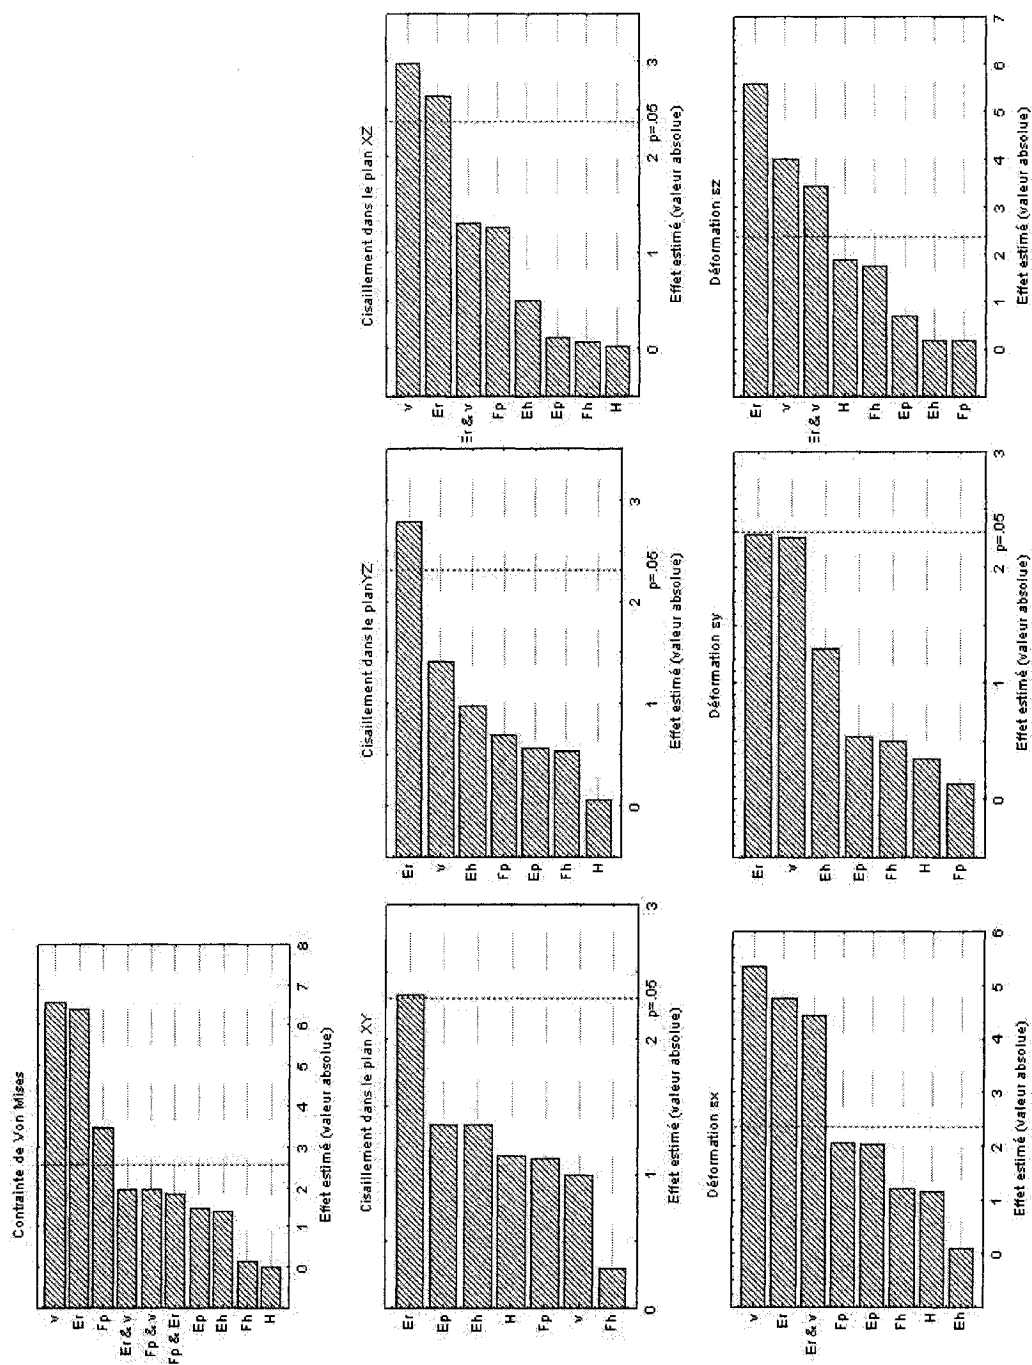 Contrainte de Von Mises
v
Er
Fp
Er & v
Fp & v
Fp & Er
Ep
Eh
Fh
H
0 1 2 3 4 5 6 7 8
Effet estimé (valeur absolue)
Cisaillement dans le plan XY
Er
Ep
Eh
H
Fp
v
Fh
0 1 2 p=.05 3
Effet estimé (valeur absolue)
Cisaillement dans le planYZ
Er
v
Eh
Fp
Ep
Fh
H
0 1 2 p=.05 3
Effet estimé (valeur absolue)
Cisaillement dans le plan XZ
v
Er
Er & v
Fp
Eh
Ep
Fh
H
0 1 2 p=.05 3
Effet estimé (valeur absolue)
Déformation εx
v
Er
Er & v
Fp
Ep
Fh
H
Eh
0 1 2 3 4 5 6
Effet estimé (valeur absolue)
Déformation εy
Er
v
Eh
Ep
Fh
H
Fp
0 1 2 p=.05 3
Effet estimé (valeur absolue)
Déformation εz
Er
v
Er & v
H
Fh
Ep
Eh
Fp
0 1 2 3 4 5 6 7
Effet estimé (valeur absolue)